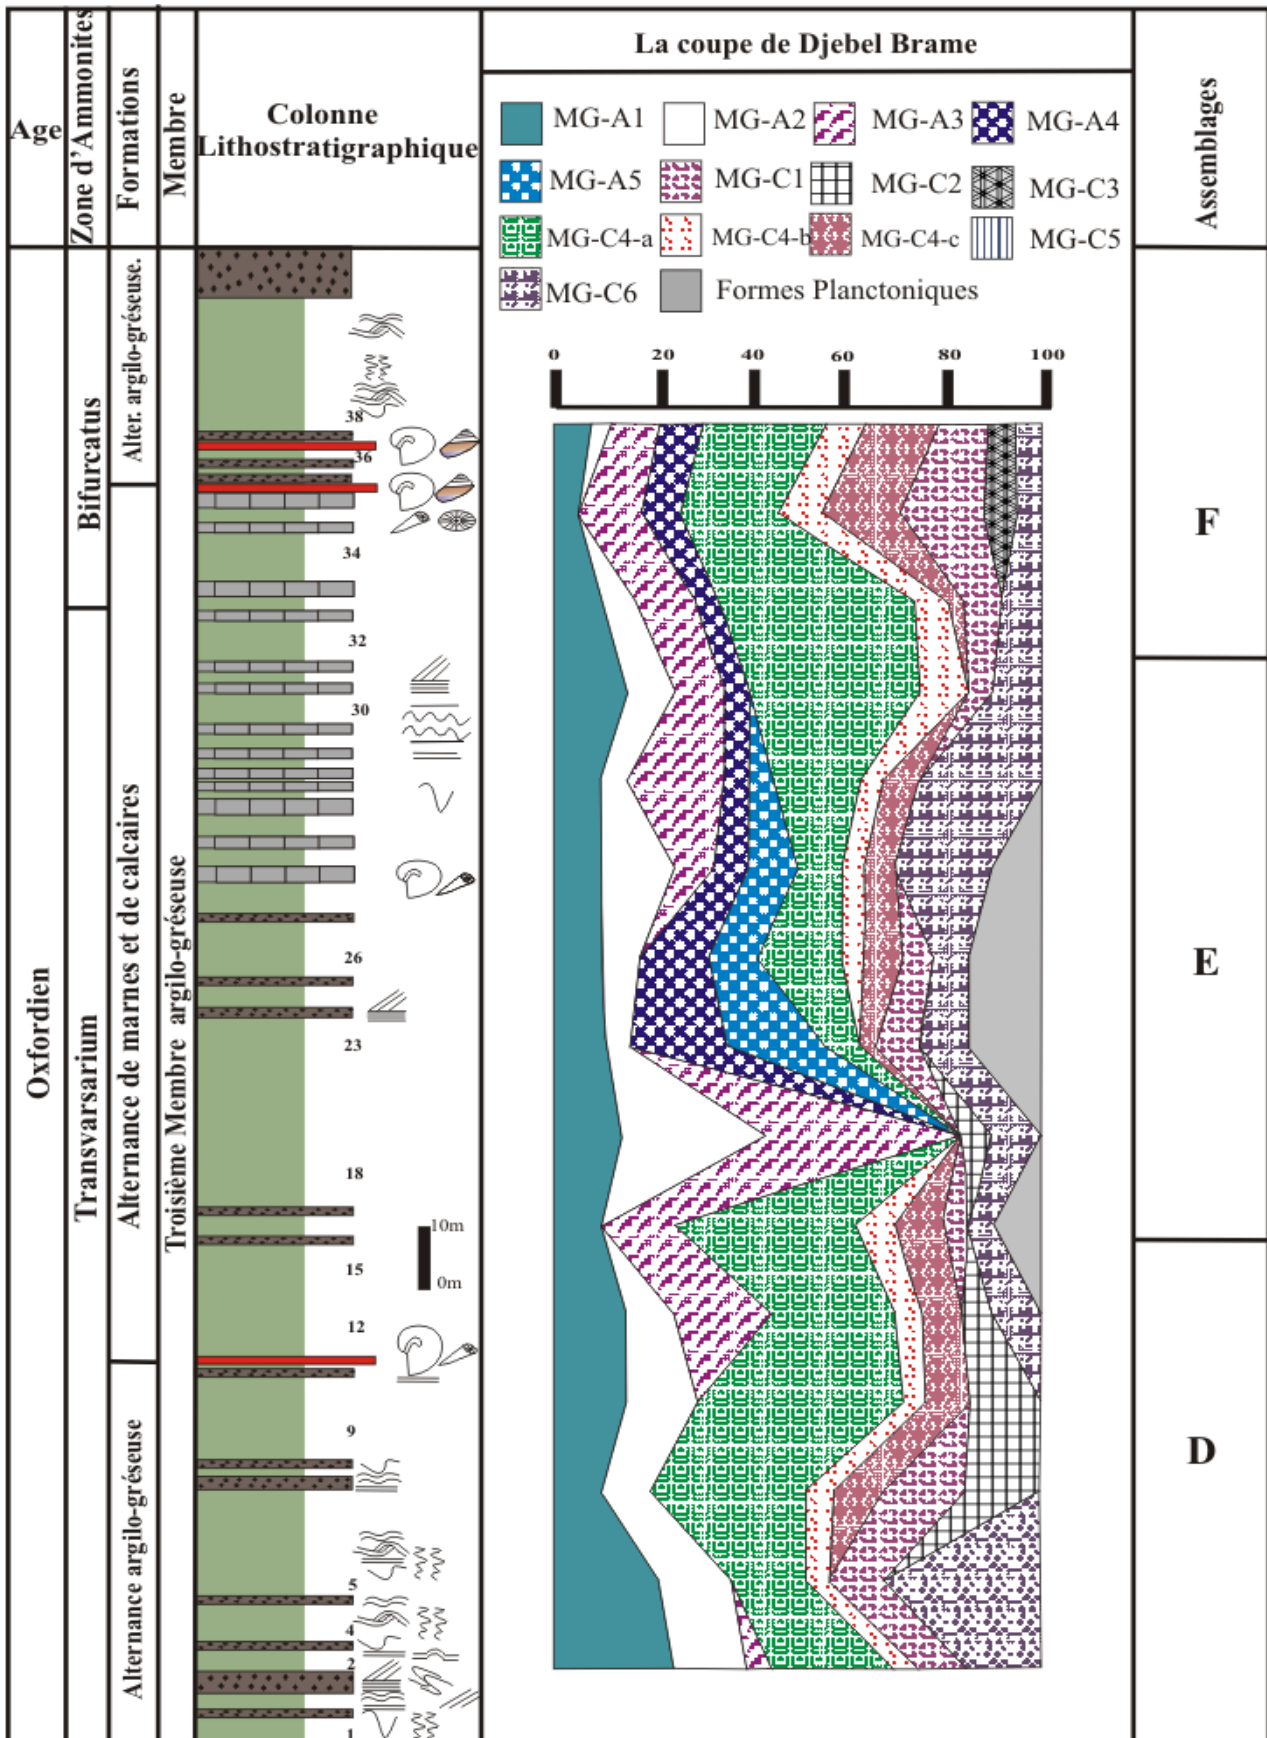 La coupe de Djebel Brame
Age
Zone d'Ammonites
Formations
Membre
Colonne
Lithostratigraphique
Assemblages
MG-A1
MG-A2
MG-A3
MG-A4
MG-A5
MG-C1
MG-C2
MG-C3
MG-C4-a
MG-C4-b
MG-C4-c
MG-C5
MG-C6
Formes Planctoniques
0 20 40 60 80 100
Oxfordien
Bifurcatus
Transvarsarium
Alter. argilo-gréseuse.
Alternance de marnes et de calcaires
Alternance argilo-gréseuse
Troisième Membre argilo-gréseuse
38
36
34
32
30
26
23
18
15
12
9
5
4
2
1
10m
0m
F
E
D